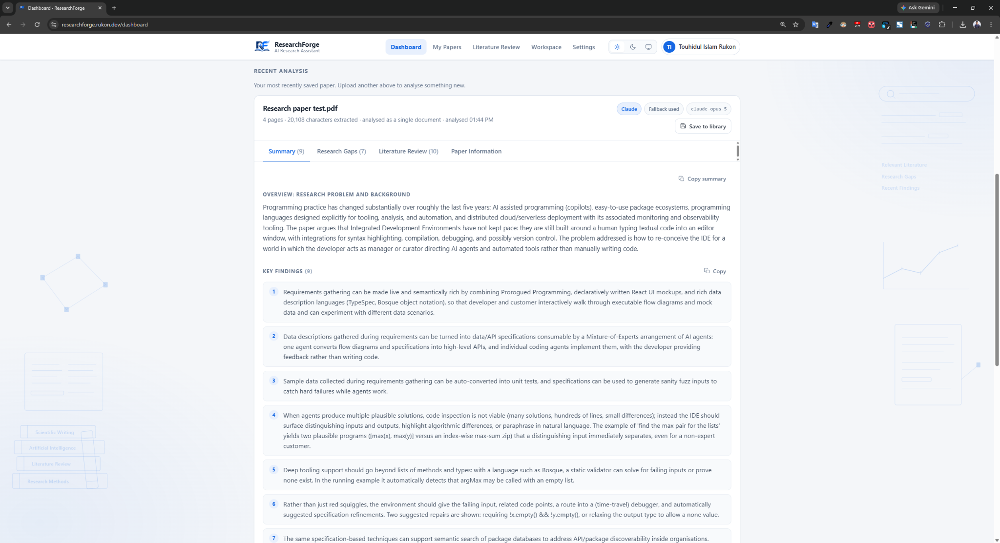 Dashboard · ResearchForge
Ask Gemini
researchforge.rukon.dev/dashboard
ResearchForge
AI Research Assistant
Dashboard
My Papers
Literature Review
Workspace
Settings
TI
Touhidul Islam Rukon
RECENT ANALYSIS
Your most recently saved paper. Upload another above to analyse something new.
Research paper test.pdf
Claude
Fallback used
claude-opus-5
4 pages · 20,108 characters extracted · analysed as a single document · analysed 01:44 PM
Save to library
Summary (9)
Research Gaps (7)
Literature Review (10)
Paper Information
Copy summary
OVERVIEW: RESEARCH PROBLEM AND BACKGROUND
Programming practice has changed substantially over roughly the last five years: AI assisted programming (copilots), easy-to-use package ecosystems, programming
languages designed explicitly for tooling, analysis, and automation, and distributed cloud/serverless deployment with its associated monitoring and observability
tooling. The paper argues that Integrated Development Environments have not kept pace: they are still built around a human typing textual code into an editor
window, with integrations for syntax highlighting, compilation, debugging, and possibly version control. The problem addressed is how to re-conceive the IDE for a
world in which the developer acts as manager or curator directing AI agents and automated tools rather than manually writing code.
KEY FINDINGS (9)
Copy
1
Requirements gathering can be made live and semantically rich by combining Prorogued Programming, declaratively written React UI mockups, and rich data
description languages (TypeSpec, Bosque object notation), so that developer and customer interactively walk through executable flow diagrams and mock
data and can experiment with different data scenarios.
2
Data descriptions gathered during requirements can be turned into data/API specifications consumable by a Mixture-of-Experts arrangement of AI agents:
one agent converts flow diagrams and specifications into high-level APIs, and individual coding agents implement them, with the developer providing
feedback rather than writing code.
3
Sample data collected during requirements gathering can be auto-converted into unit tests, and specifications can be used to generate sanity fuzz inputs to
catch hard failures while agents work.
4
When agents produce multiple plausible solutions, code inspection is not viable (many solutions, hundreds of lines, small differences); instead the IDE should
surface distinguishing inputs and outputs, highlight algorithmic differences, or paraphrase in natural language. The example of 'find the max pair for the lists'
yields two plausible programs ([max(x), max(y)] versus an index-wise max-sum zip) that a distinguishing input immediately separates, even for a non-expert
customer.
5
Deep tooling support should go beyond lists of methods and types: with a language such as Bosque, a static validator can solve for failing inputs or prove
none exist. In the running example it automatically detects that argMax may be called with an empty list.
6
Rather than just red squiggles, the environment should give the failing input, related code points, a route into a (time-travel) debugger, and automatically
suggested specification refinements. Two suggested repairs are shown: requiring !x.empty() && !y.empty(), or relaxing the output type to allow a none value.
7
The same specification-based techniques can support semantic search of package databases to address API/package discoverability inside organisations.
Relevant Literature
Research Gaps
Recent Findings
Scientific Writing
Artificial Intelligence
Literature Review
Research Methods